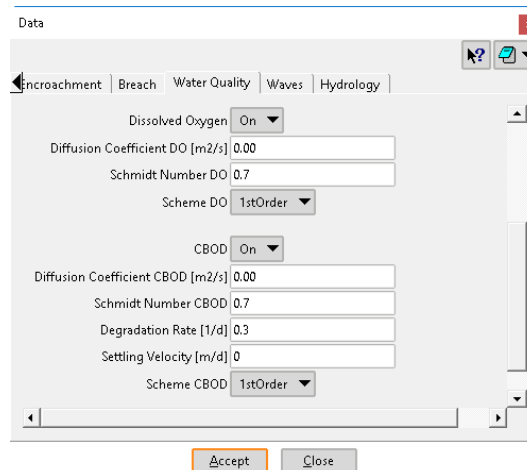 Data
Encroachment Breach Water Quality Waves Hydrology
Dissolved Oxygen On
Diffusion Coefficient DO [m2/s] 0.00
Schmidt Number DO 0.7
Scheme DO 1stOrder
CBOD On
Diffusion Coefficient CBOD [m2/s] 0.00
Schmidt Number CBOD 0.7
Degradation Rate [1/d] 0.3
Settling Velocity [m/d] 0
Scheme CBOD 1stOrder
Accept Close